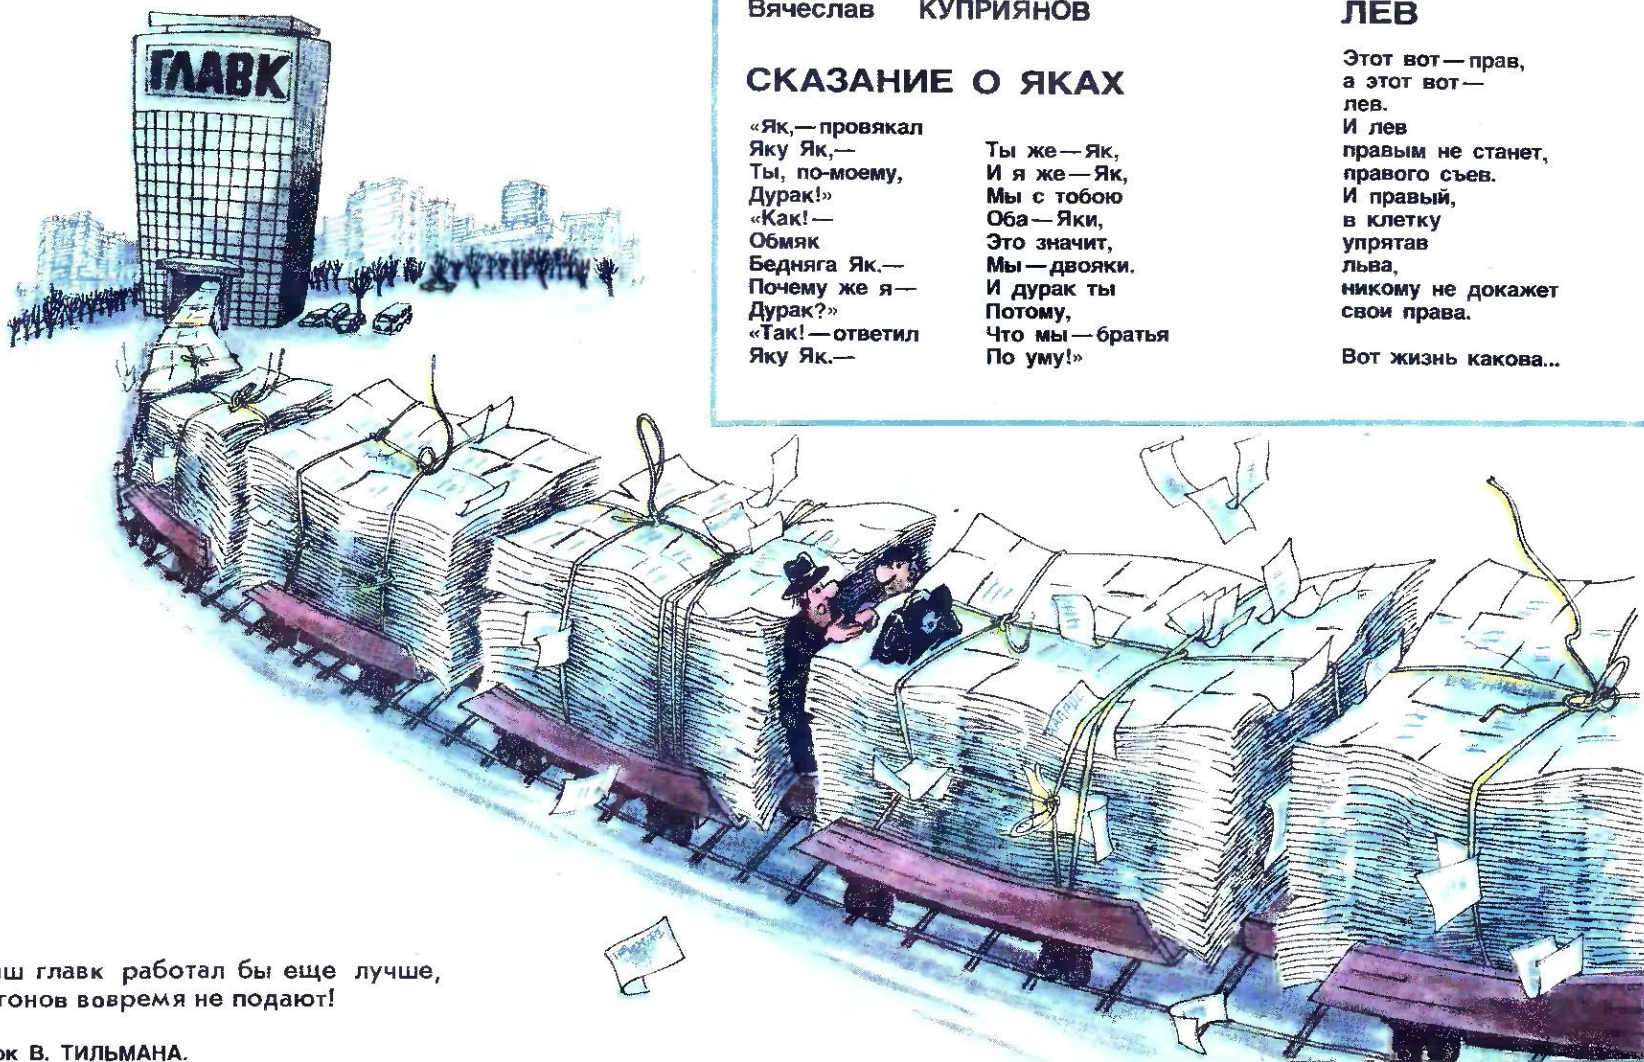 ГЛАВК
Вячеслав КУПРИЯНОВ
СКАЗАНИЕ О ЯКАХ
«Як,—провякал
Яку Як,—
Ты, по-моему,
Дурак!»
«Как!—
Обмяк
Бедняга Як.—
Почему же я—
Дурак?»
«Так!—ответил
Яку Як.—
Ты же—Як,
И я же—Як,
Мы с тобою
Оба—Яки,
Это значит,
Мы—двояки.
И дурак ты
Потому,
Что мы—братья
По уму!»
ЛЕВ
Этот вот—прав,
а этот вот—
лев.
И лев
правым не станет,
правого съев.
И правый,
в клетку
упрятав
льва,
никому не докажет
свои права.
Вот жизнь какова...
главк работал бы еще лучше,
вовремя не подают!
В. ТИЛЬМАНА.